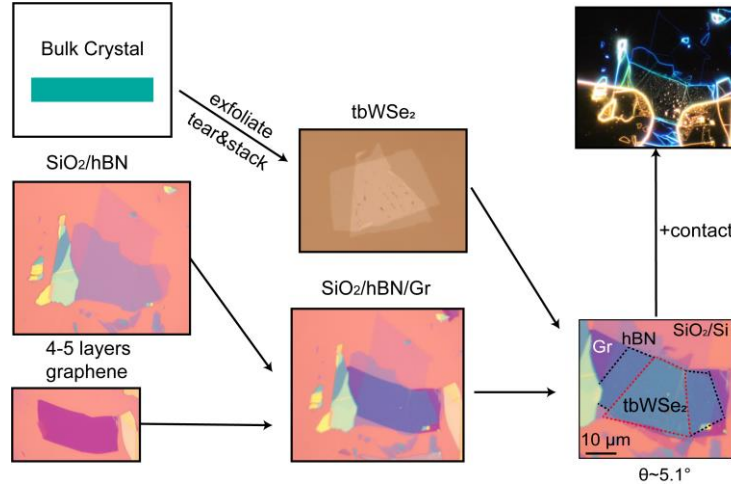 Bulk Crystal
exfoliate
tear&stack
tbWSe₂
SiO₂/hBN
+contact
SiO₂/hBN/Gr
4-5 layers
graphene
SiO₂/Si
hBN
Gr
tbWSe₂
10 μm
θ~5.1°